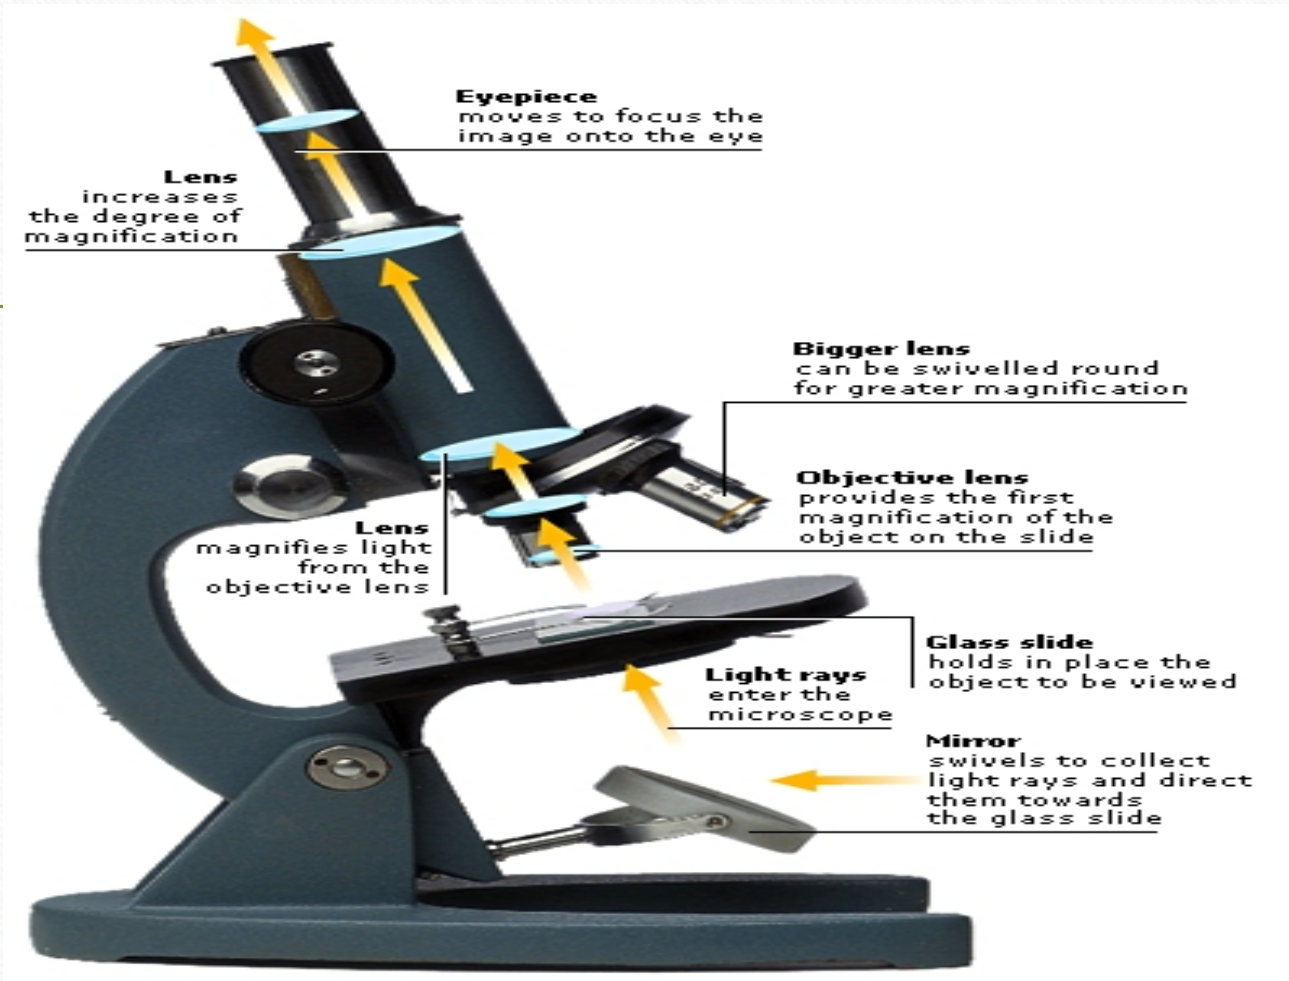 Eyepiece
moves to focus the
image onto the eye
Lens
increases
the degree of
magnification
Bigger lens
can be swivelled round
for greater magnification
Objective lens
provides the first
magnification of the
object on the slide
Lens
magnifies light
from the
objective lens
Glass slide
holds in place the
object to be viewed
Light rays
enter the
microscope
Mirror
swivels to collect
light rays and direct
them towards
the glass slide